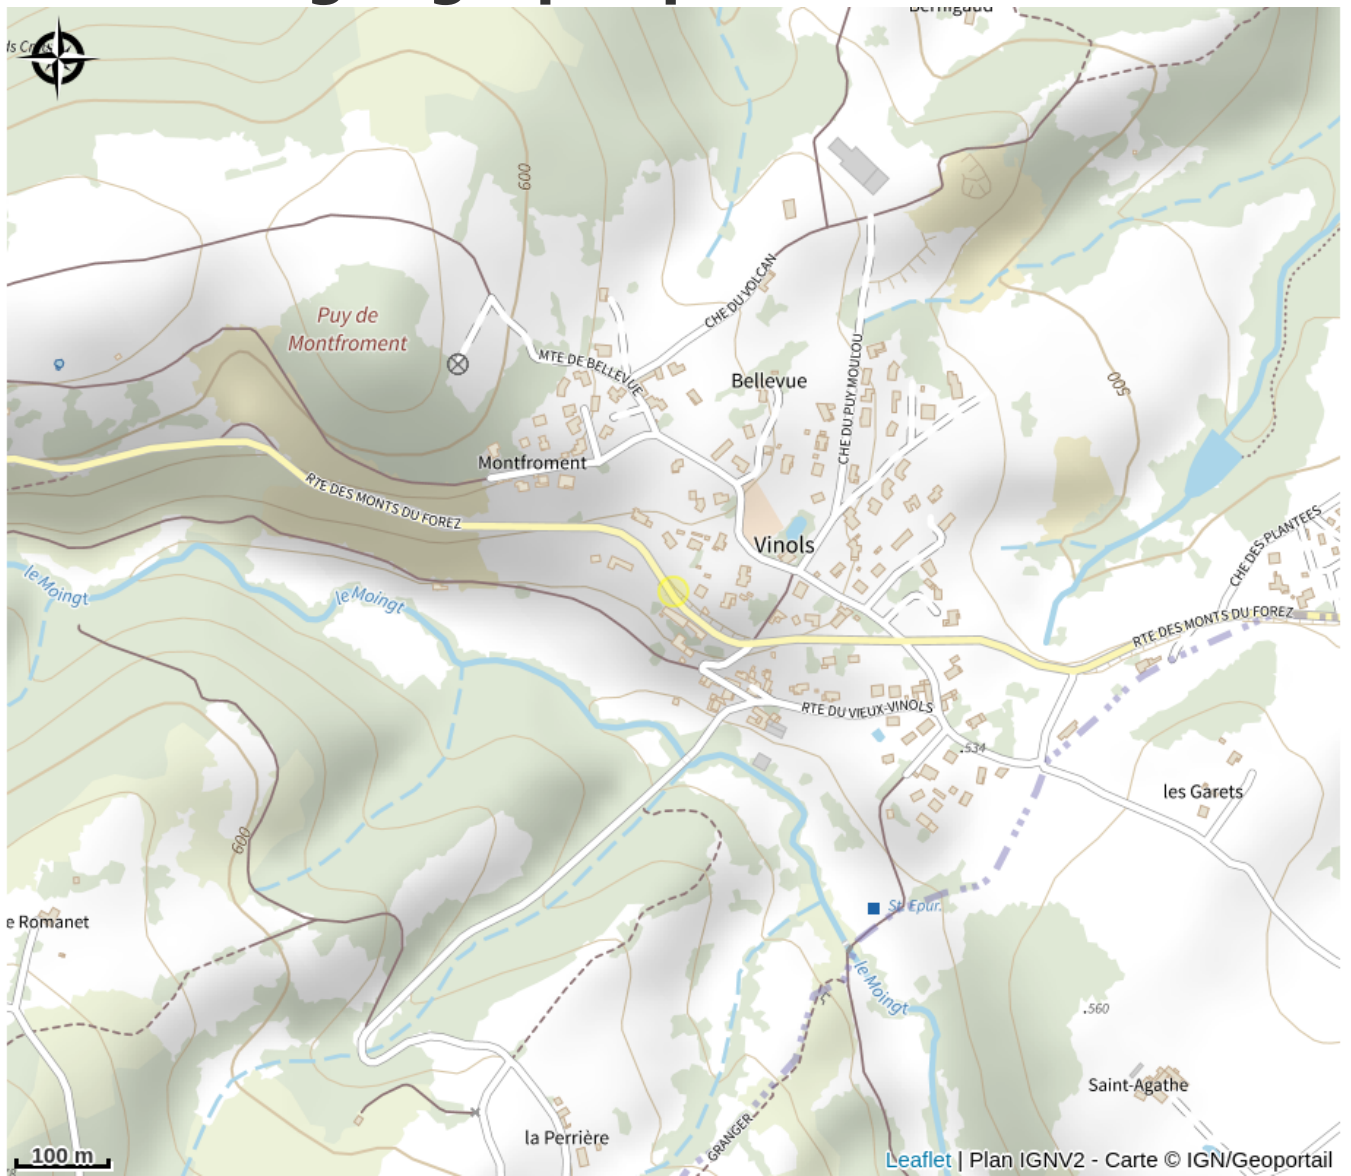 600
CHE DU VOLCAN
Puy de
Montfroment
MTE DE BELLEVUE
Bellevue
CHE DU PUY MOULOU
500
Montfroment
RTE DES MONTS DU FOREZ
Vinols
CHE DES PLANTEES
le Moingt
le Moingt
RTE DES MONTS DU FOREZ
RTE DU VIEUX-VINOLS
.534
les Garets
600
St. Epur.
e Romanet
le Moingt
.560
Saint-Agathe
GRANGER
la Perrière
100 m
Leaflet | Plan IGNV2 - Carte © IGN/Geoportail